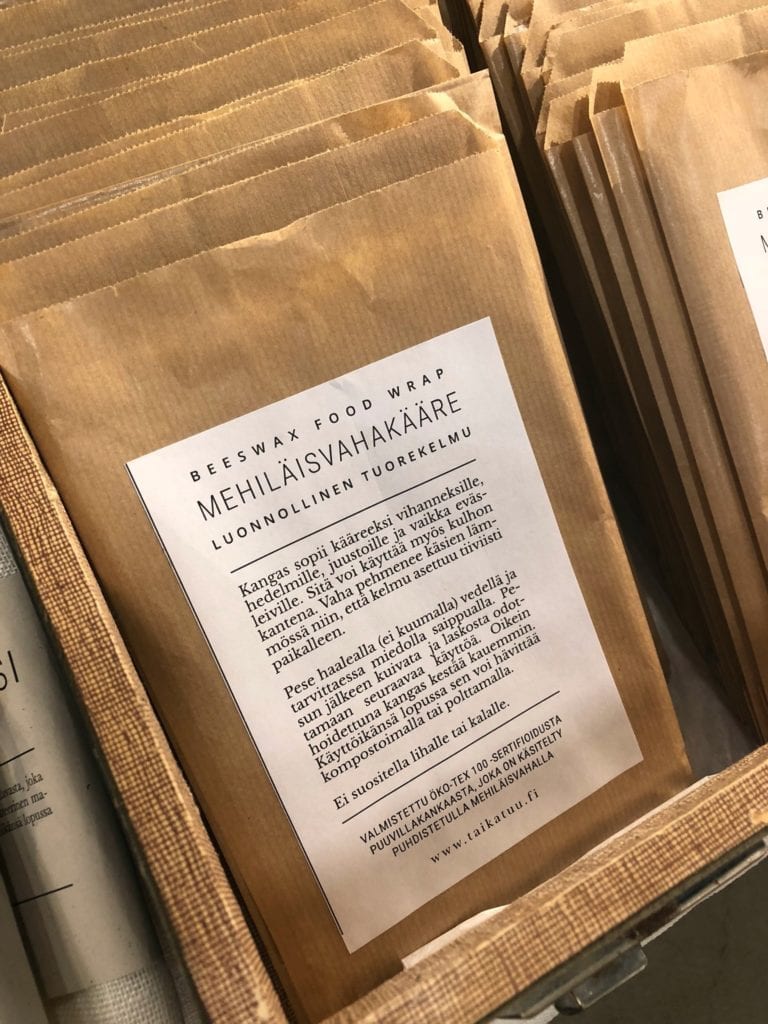 BEESWAX FOOD WRAP
MEHILÄISVAHAKÄÄRE
LUONNOLLINEN TUOREKELMU
Kangas sopii kääreeksi vihanneksille,
hedelmille, juustoille ja vaikka eväs-
leiville. Sitä voi käyttää myös kulhon
kantena. Vaha pehmenee käsien läm-
mössä niin, että kelmu asettuu tiiviisti
paikalleen.
Pese haalealla (ei kuumalla) vedellä ja
tarvittaessa miedolla saippualla. Pe-
sun jälkeen kuivata ja laskosta odot-
tamaan seuraavaa käyttöä. Oikein
hoidettuna kangas kestää kauemmin.
Käyttöikänsä lopussa sen voi hävittää
kompostoimalla tai polttamalla.
Ei suositella lihalle tai kalalle.
VALMISTETTU ÖKO-TEX 100 -SERTIFIOIDUSTA
PUUVILLAKANKAASTA, JOKA ON KÄSITELTY
PUHDISTETULLA MEHILÄISVAHALLA
www.taikatuu.fi
SI
joka
lopussa